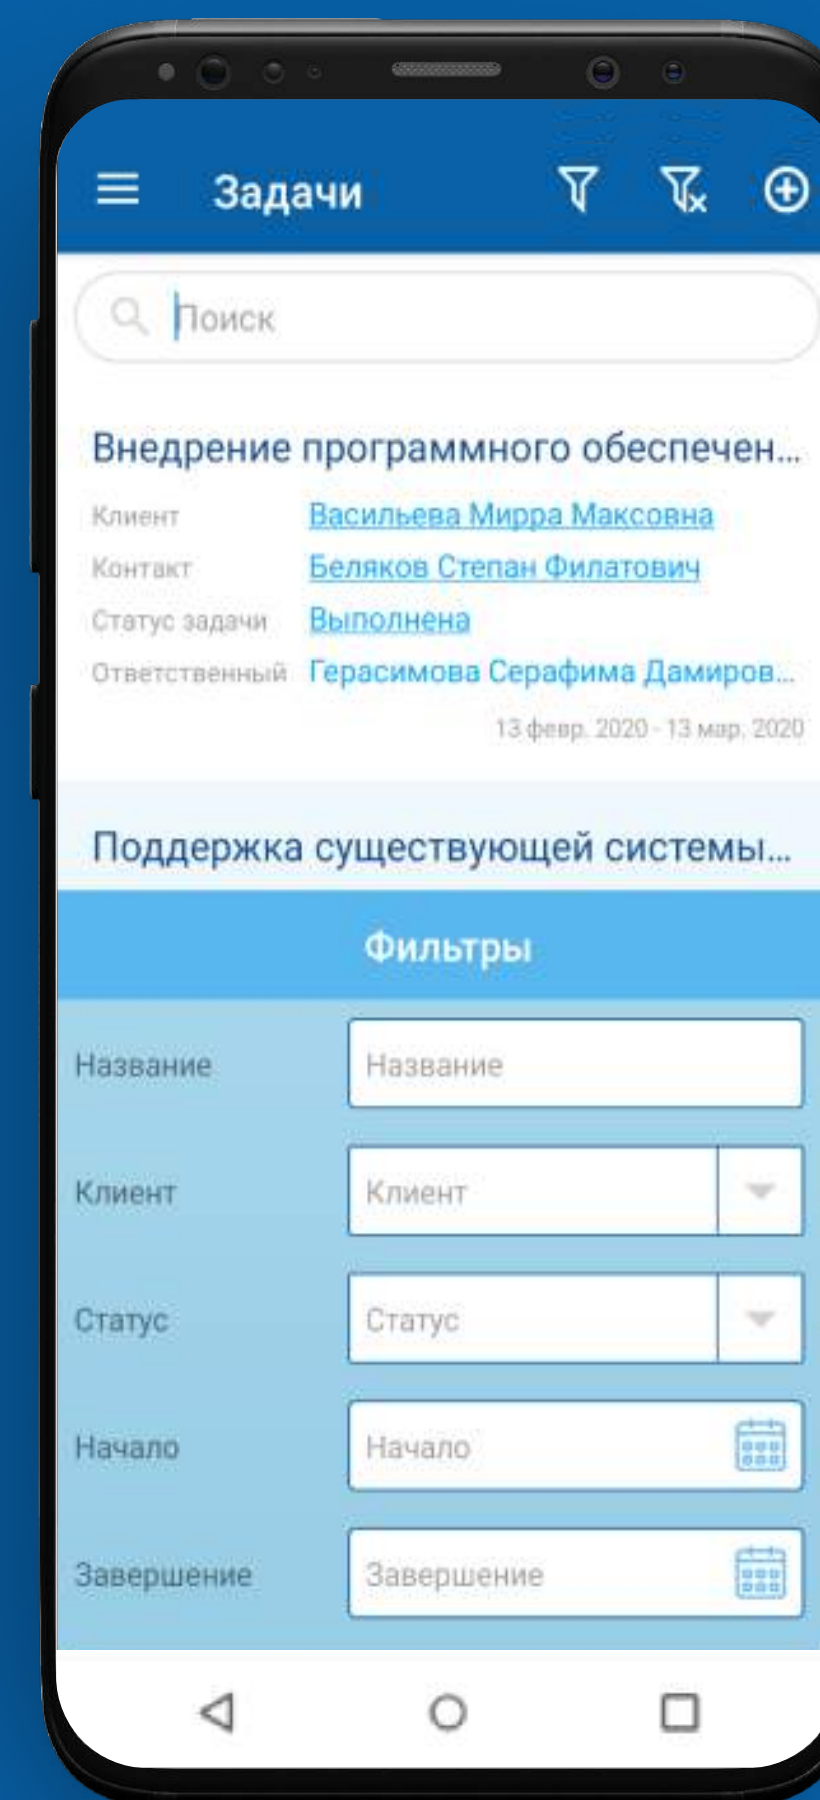 Задачи
Поиск
Внедрение программного обеспечен...
Клиент Васильева Мирра Максовна
Контакт Беляков Степан Филатович
Статус задачи Выполнена
Ответственный Герасимова Серафима Дамиров...
13 февр. 2020 - 13 мар. 2020
Поддержка существующей системы...
Фильтры
Название Название
Клиент Клиент
Статус Статус
Начало Начало
Завершение Завершение